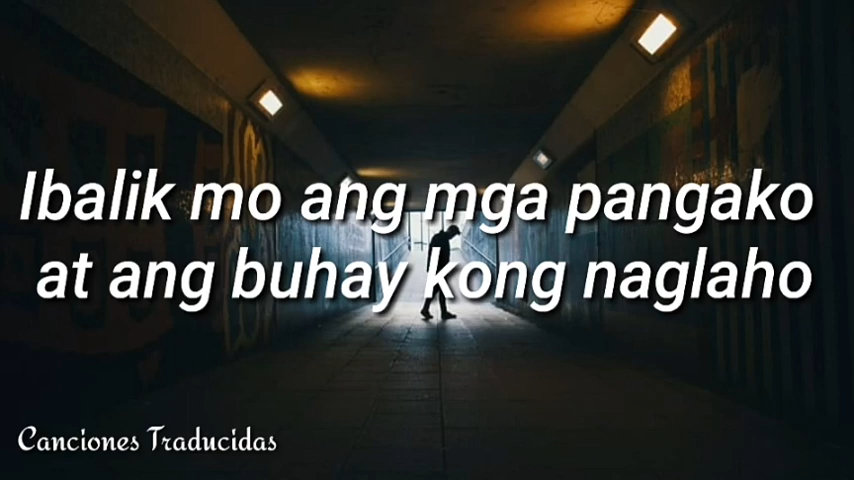 Ibalik mo ang mga pangako
at ang buhay kong naglaho
Canciones Traducidas